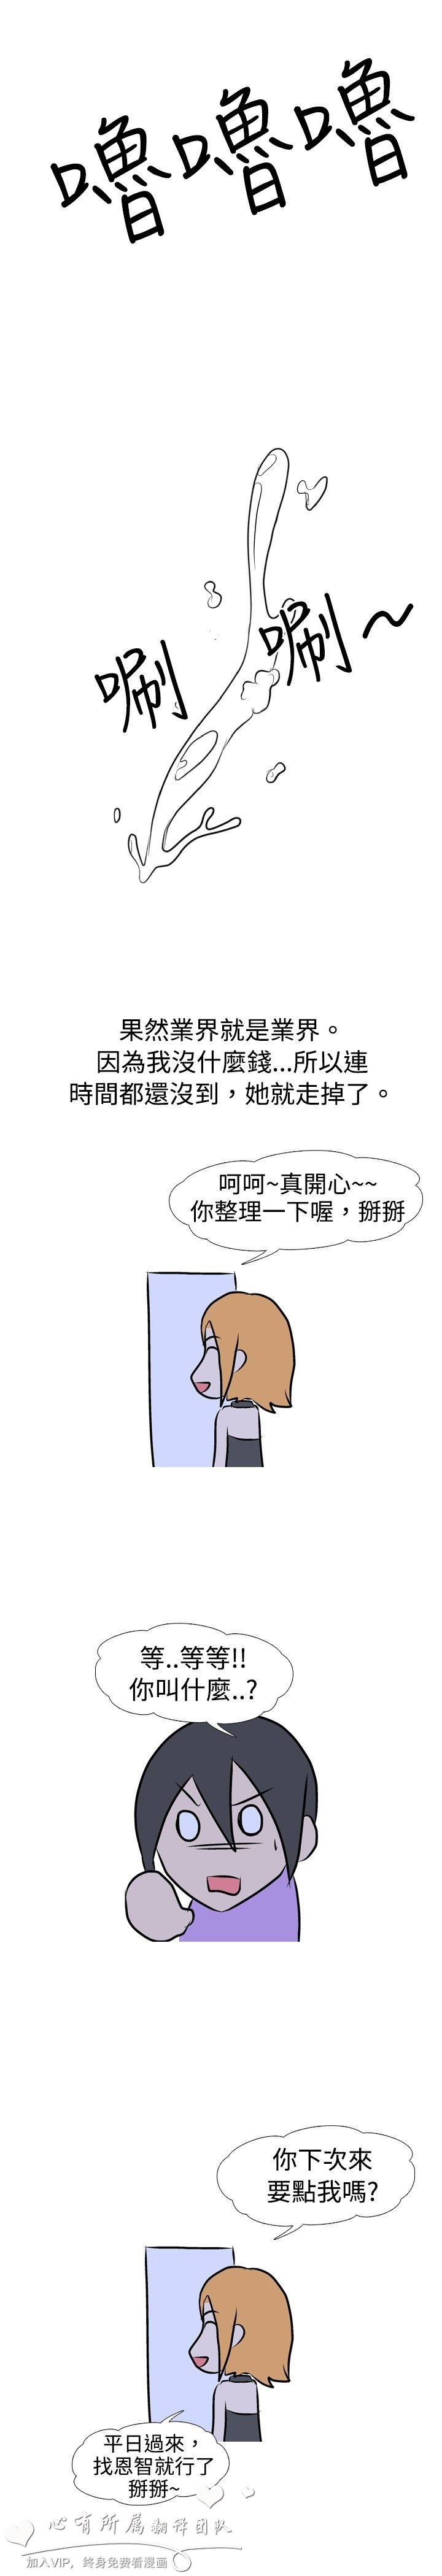 嚕嚕嚕
唰
唰~
果然業界就是業界。
因為我沒什麼錢...所以連
時間都還沒到，她就走掉了。
呵呵~真開心~~
你整理一下喔，掰掰
等..等等!!
你叫什麼..?
你下次來
要點我嗎?
平日過來，
找恩智就行了
掰掰~
心有所属翻译团队
加入VIP，终身免费看漫画